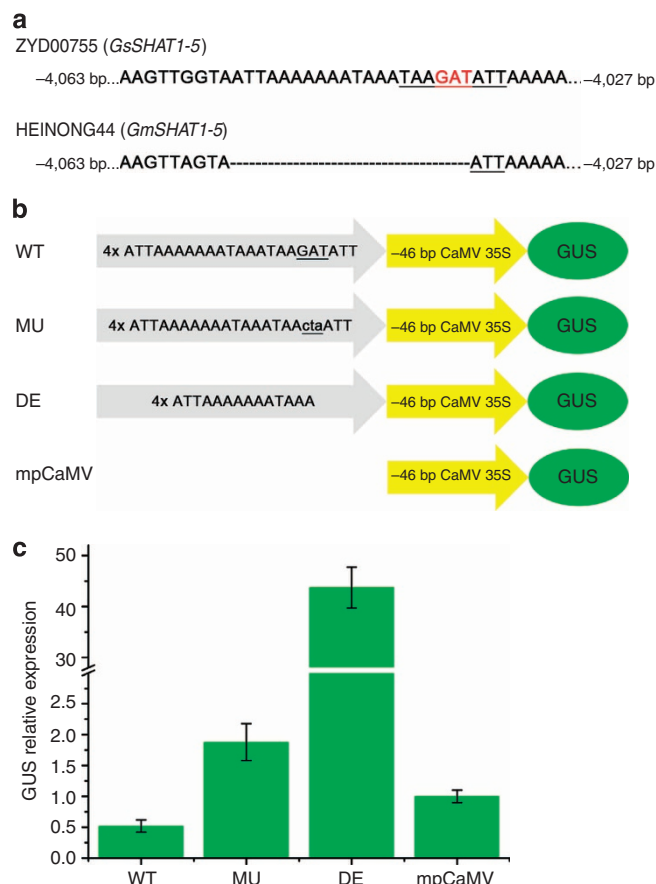 a
ZYD00755 (GsSHAT1-5)
–4,063 bp...AAGTTGGTAATTAAAAAAATAAATAAGATATTAAAAA...–4,027 bp
HEINONG44 (GmSHAT1-5)
–4,063 bp...AAGTTAGTA--------------------------------------ATTAAAAA...–4,027 bp
b
WT 4x ATTAAAAAAATAAATAAGATATT –46 bp CaMV 35S GUS
MU 4x ATTAAAAAAATAAATAActaATT –46 bp CaMV 35S GUS
DE 4x ATTAAAAAAATAAA –46 bp CaMV 35S GUS
mpCaMV –46 bp CaMV 35S GUS
c
GUS relative expression
50
40
30
2.5
2.0
1.5
1.0
0.5
0.0
WT MU DE mpCaMV